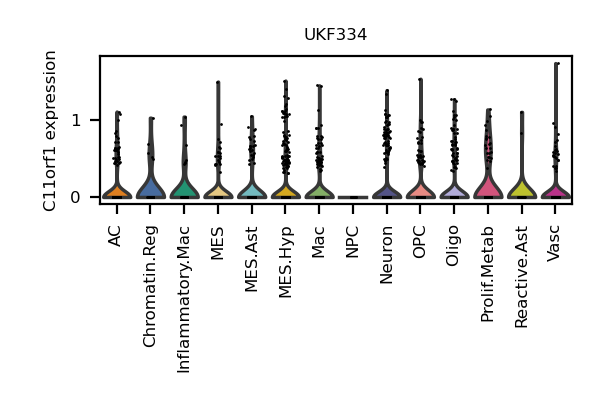 UKF334
C11orf1 expression
1
0
AC
Chromatin.Reg
Inflammatory.Mac
MES
MES.Ast
MES.Hyp
Mac
NPC
Neuron
OPC
Oligo
Prolif.Metab
Reactive.Ast
Vasc